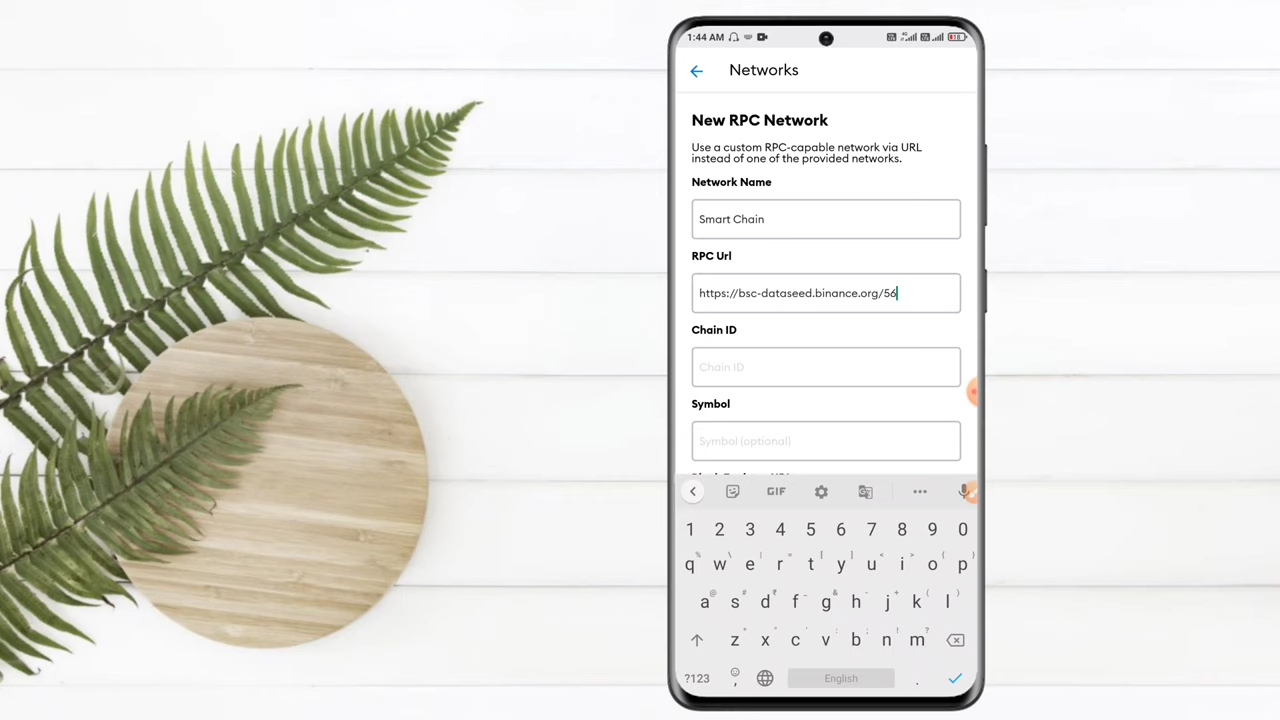 1:44 AM
Networks
New RPC Network
Use a custom RPC-capable network via URL
instead of one of the provided networks.
Network Name
Smart Chain
RPC Url
https://bsc-dataseed.binance.org/56
Chain ID
Chain ID
Symbol
Symbol (optional)
GIF
1 2 3 4 5 6 7 8 9 0
q w e r t y u i o p
a s d f g h j k l
z x c v b n m
?123 , English .